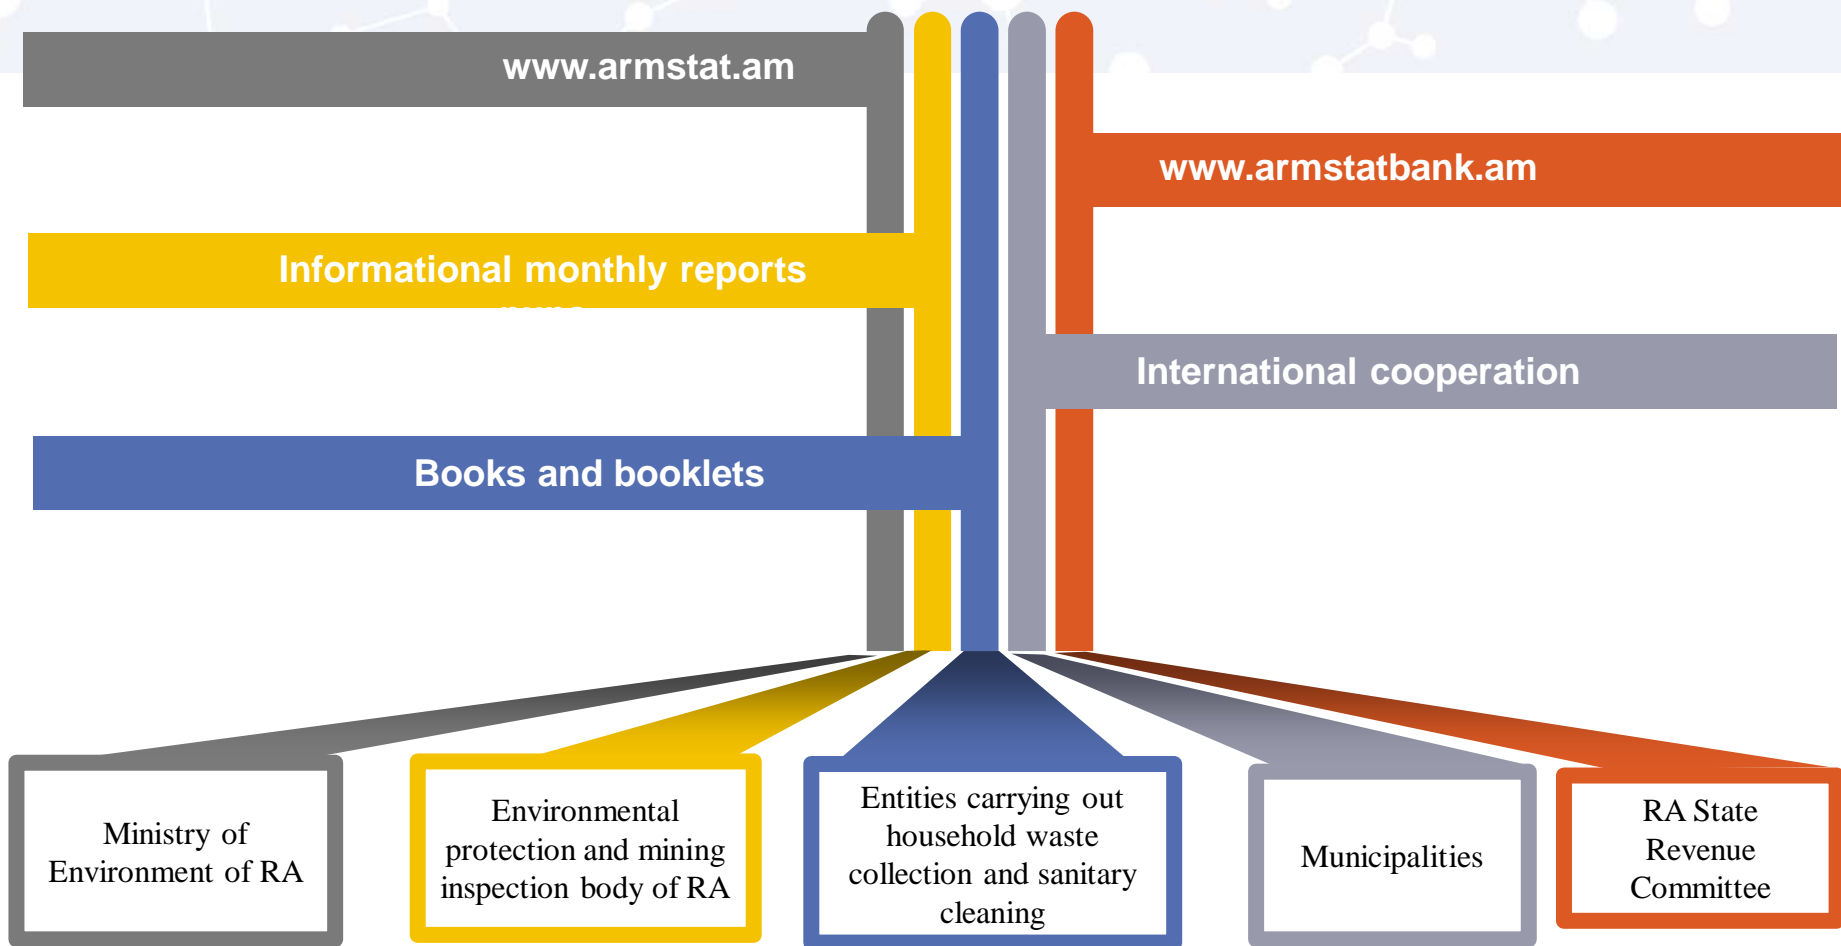 www.armstat.am
www.armstatbank.am
Informational monthly reports
International cooperation
Books and booklets
Ministry of
Environment of RA
Environmental
protection and mining
inspection body of RA
Entities carrying out
household waste
collection and sanitary
cleaning
Municipalities
RA State
Revenue
Committee